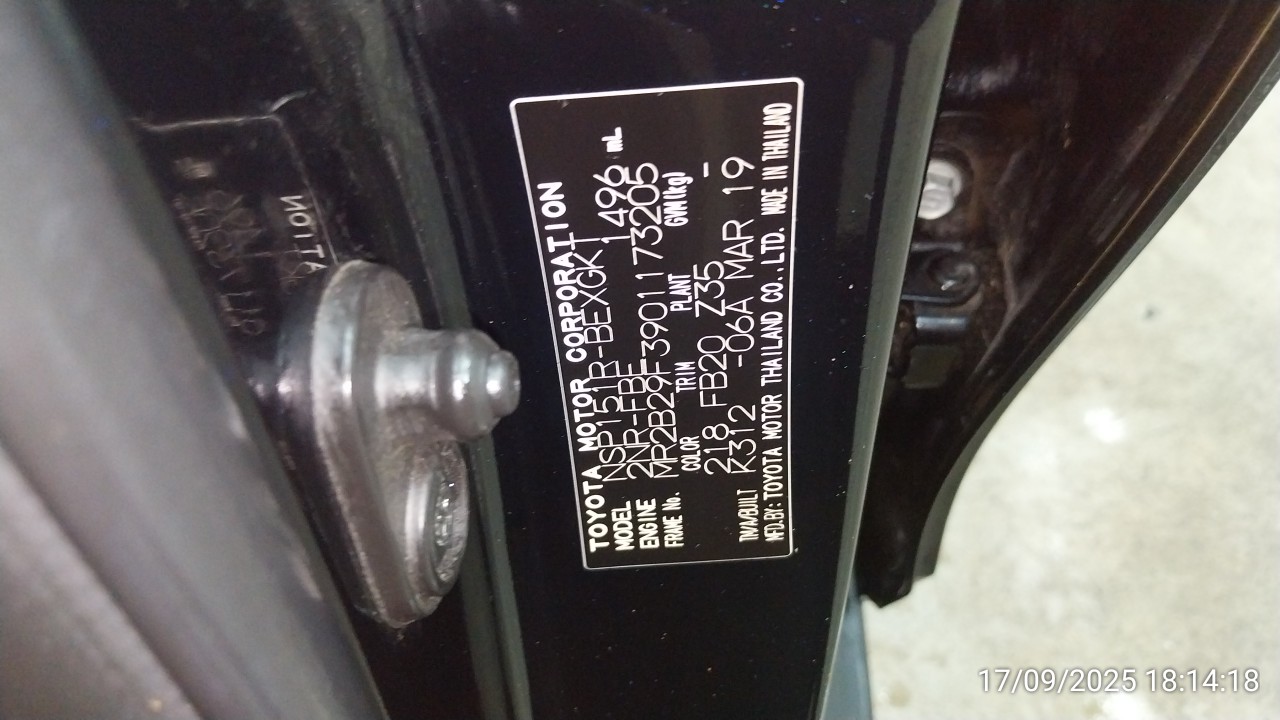 TOYOTA MOTOR CORPORATION
MODEL NSP151R-BEXGKT
ENGINE 2NR-FBE 1496 mL
FRAME No. MR2B29F3901173205
COLOR TRIM PLANT GVM(kg)
218 FB20 Z35 -
TM/A/BUILT K312 -06A MAR 19
MFD.BY: TOYOTA MOTOR THAILAND CO.,LTD. MADE IN THAILAND
17/09/2025 18:14:18